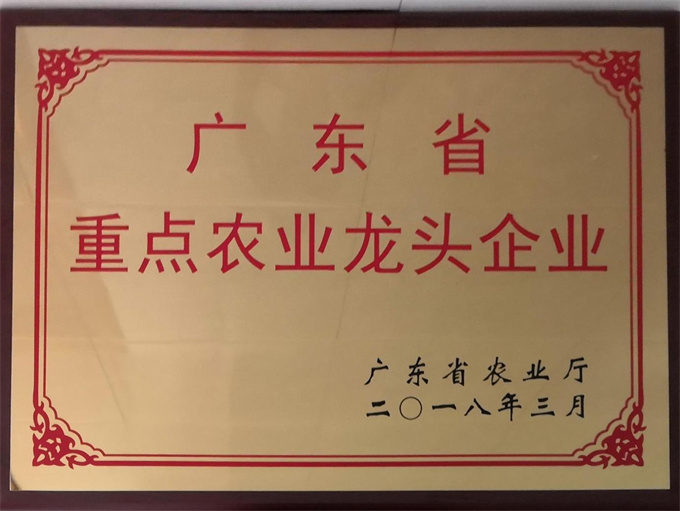 广东省
重点农业龙头企业
广东省农业厅
二〇一八年三月